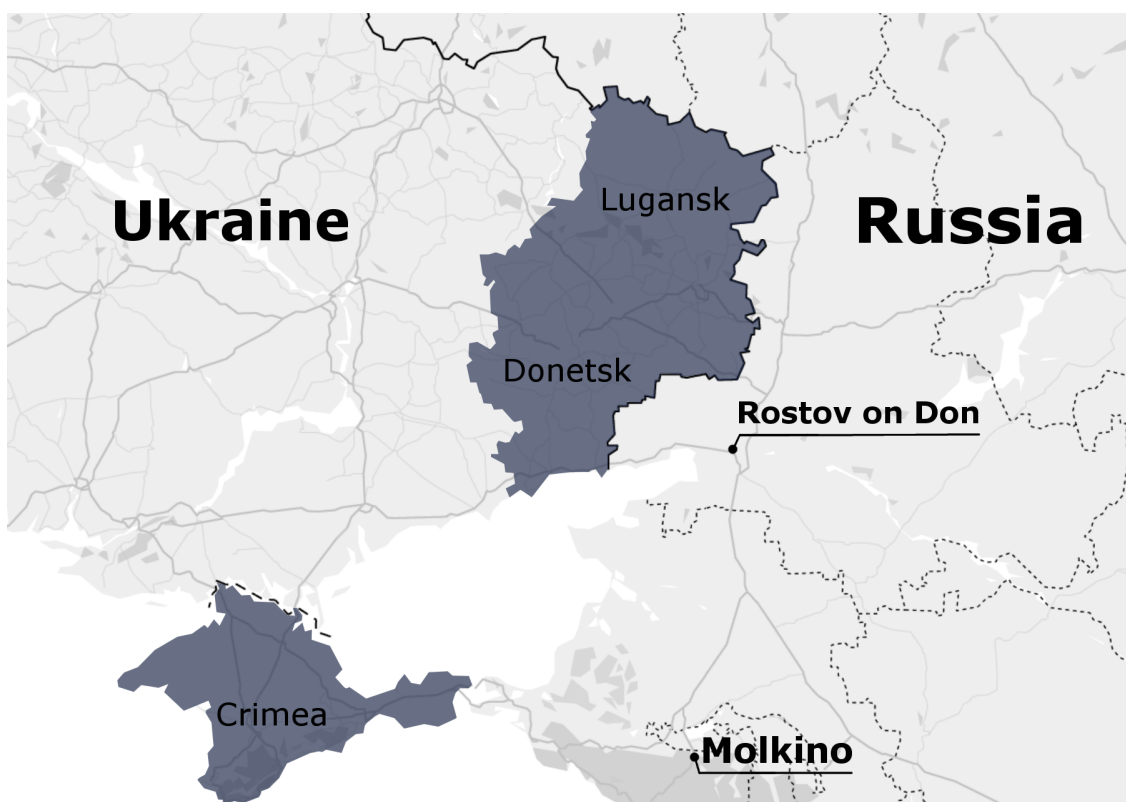 Lugansk
Ukraine
Russia
Donetsk
Rostov on Don
Crimea
Molkino